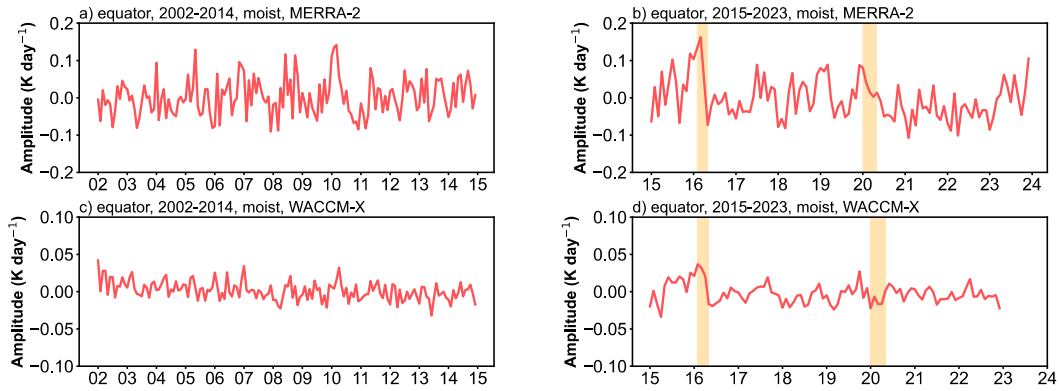 a) equator, 2002-2014, moist, MERRA-2
Amplitude (K day⁻¹)
0.2
0.1
0.0
−0.1
−0.2
02 03 04 05 06 07 08 09 10 11 12 13 14 15
b) equator, 2015-2023, moist, MERRA-2
Amplitude (K day⁻¹)
0.2
0.1
0.0
−0.1
−0.2
15 16 17 18 19 20 21 22 23 24
c) equator, 2002-2014, moist, WACCM-X
Amplitude (K day⁻¹)
0.10
0.05
0.00
−0.05
−0.10
02 03 04 05 06 07 08 09 10 11 12 13 14 15
d) equator, 2015-2023, moist, WACCM-X
Amplitude (K day⁻¹)
0.10
0.05
0.00
−0.05
−0.10
15 16 17 18 19 20 21 22 23 24